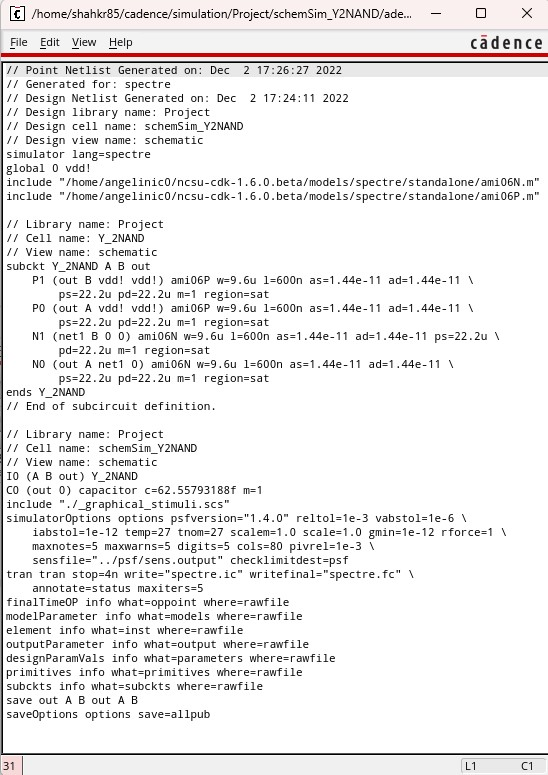 /home/shahkr85/cadence/simulation/Project/schemSim_Y2NAND/ade...
File Edit View Help
cādence
// Point Netlist Generated on: Dec  2 17:26:27 2022
// Generated for: spectre
// Design Netlist Generated on: Dec  2 17:24:11 2022
// Design library name: Project
// Design cell name: schemSim_Y2NAND
// Design view name: schematic
simulator lang=spectre
global 0 vdd!
include "/home/angelinic0/ncsu-cdk-1.6.0.beta/models/spectre/standalone/ami06N.m"
include "/home/angelinic0/ncsu-cdk-1.6.0.beta/models/spectre/standalone/ami06P.m"
// Library name: Project
// Cell name: Y_2NAND
// View name: schematic
subckt Y_2NAND A B out
    P1 (out B vdd! vdd!) ami06P w=9.6u l=600n as=1.44e-11 ad=1.44e-11 \
        ps=22.2u pd=22.2u m=1 region=sat
    P0 (out A vdd! vdd!) ami06P w=9.6u l=600n as=1.44e-11 ad=1.44e-11 \
        ps=22.2u pd=22.2u m=1 region=sat
    N1 (net1 B 0 0) ami06N w=9.6u l=600n as=1.44e-11 ad=1.44e-11 ps=22.2u \
        pd=22.2u m=1 region=sat
    N0 (out A net1 0) ami06N w=9.6u l=600n as=1.44e-11 ad=1.44e-11 \
        ps=22.2u pd=22.2u m=1 region=sat
ends Y_2NAND
// End of subcircuit definition.
// Library name: Project
// Cell name: schemSim_Y2NAND
// View name: schematic
I0 (A B out) Y_2NAND
C0 (out 0) capacitor c=62.55793188f m=1
include "./_graphical_stimuli.scs"
simulatorOptions options psfversion="1.4.0" reltol=1e-3 vabstol=1e-6 \
    iabstol=1e-12 temp=27 tnom=27 scalem=1.0 scale=1.0 gmin=1e-12 rforce=1 \
    maxnotes=5 maxwarns=5 digits=5 cols=80 pivrel=1e-3 \
    sensfile="../psf/sens.output" checklimitdest=psf
tran tran stop=4n write="spectre.ic" writefinal="spectre.fc" \
    annotate=status maxiters=5
finalTimeOP info what=oppoint where=rawfile
modelParameter info what=models where=rawfile
element info what=inst where=rawfile
outputParameter info what=output where=rawfile
designParamVals info what=parameters where=rawfile
primitives info what=primitives where=rawfile
subckts info what=subckts where=rawfile
save out A B out A B
saveOptions options save=allpub
31 L1 C1